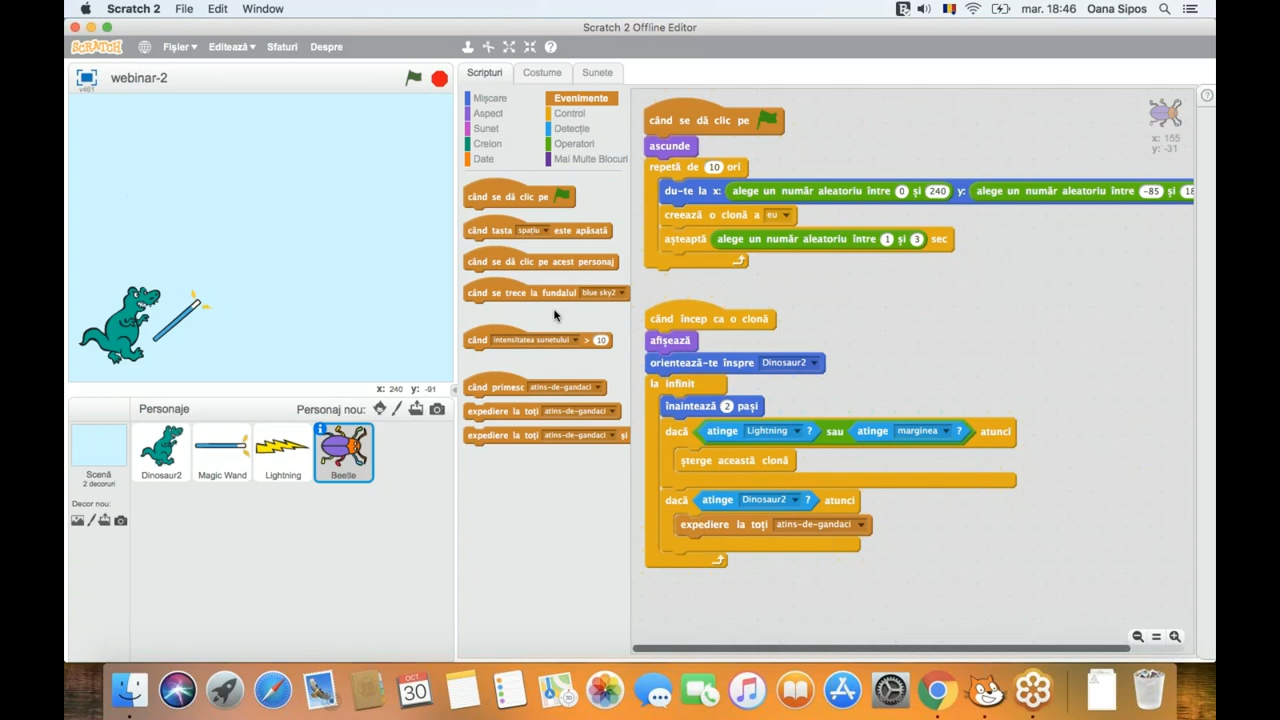 Scratch 2 File Edit Window mar. 18:46 Oana Sipos
Scratch 2 Offline Editor
SCRATCH Fișier Editează Sfaturi Despre
webinar-2
v461
Scripturi Costume Sunete
Mișcare Evenimente
Aspect Control
Sunet Detecție
Creion Operatori
Date Mai Multe Blocuri
când se dă clic pe
când tasta spațiu este apăsată
când se dă clic pe acest personaj
când se trece la fundalul blue sky2
când intensitatea sunetului > 10
când primesc atins-de-gandaci
expediere la toți atins-de-gandaci
expediere la toți atins-de-gandaci și
x: 155
y: -31
când se dă clic pe
ascunde
repetă de 10 ori
du-te la x: alege un număr aleatoriu între 0 și 240 y: alege un număr aleatoriu între -85 și 18
creează o clonă a eu
așteaptă alege un număr aleatoriu între 1 și 3 sec
când încep ca o clonă
afișează
orientează-te înspre Dinosaur2
la infinit
înaintează 2 pași
dacă atinge Lightning ? sau atinge marginea ? atunci
șterge această clonă
dacă atinge Dinosaur2 ? atunci
expediere la toți atins-de-gandaci
x: 240 y: -91
Personaje Personaj nou:
Scenă
2 decoruri
Decor nou:
Dinosaur2 Magic Wand Lightning Beetle
OCT
30